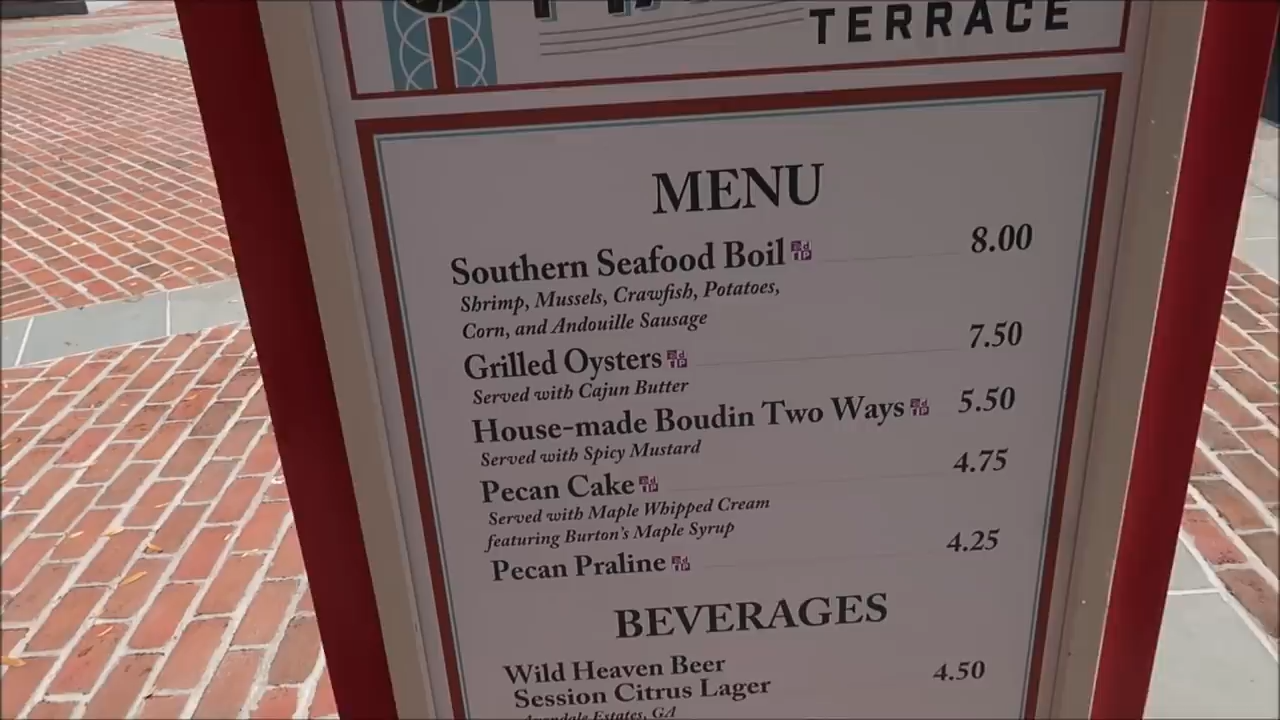 TERRACE
MENU
Southern Seafood Boil 8.00
Shrimp, Mussels, Crawfish, Potatoes,
Corn, and Andouille Sausage
Grilled Oysters 7.50
Served with Cajun Butter
House-made Boudin Two Ways 5.50
Served with Spicy Mustard
Pecan Cake 4.75
Served with Maple Whipped Cream
featuring Burton's Maple Syrup
Pecan Praline 4.25
BEVERAGES
Wild Heaven Beer
Session Citrus Lager 4.50
Estates, GA